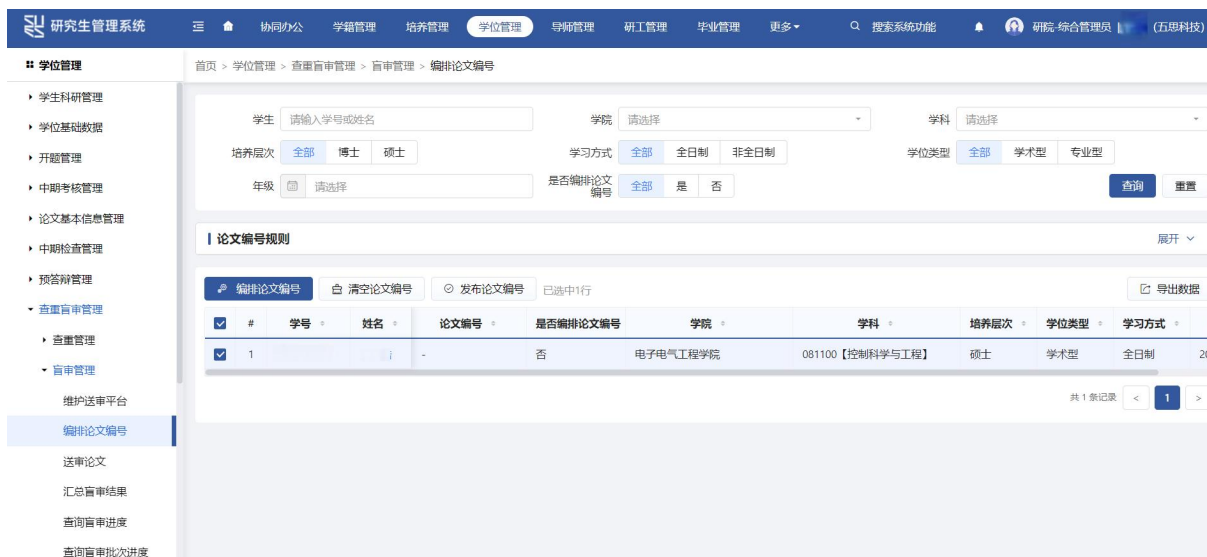 研究生管理系统 协同办公 学籍管理 培养管理 学位管理 导师管理 研工管理 毕业管理 更多 搜索系统功能 研院-综合管理员 (五思科技)
学位管理
首页 > 学位管理 > 查重盲审管理 > 盲审管理 > 编排论文编号
学生科研管理
学位基础数据
开题管理
中期考核管理
论文基本信息管理
中期检查管理
预答辩管理
查重盲审管理
查重管理
盲审管理
维护送审平台
编排论文编号
送审论文
汇总盲审结果
查询盲审进度
查询盲审批次进度
学生 请输入学号或姓名 学院 请选择 学科 请选择
培养层次 全部 博士 硕士 学习方式 全部 全日制 非全日制 学位类型 全部 学术型 专业型
年级 请选择 是否编排论文编号 全部 是 否 查询 重置
论文编号规则 展开
编排论文编号 清空论文编号 发布论文编号 已选中1行 导出数据
# 学号 姓名 论文编号 是否编排论文编号 学院 学科 培养层次 学位类型 学习方式
1 - 否 电子电气工程学院 081100【控制科学与工程】 硕士 学术型 全日制 20
共 1 条记录 < 1 >